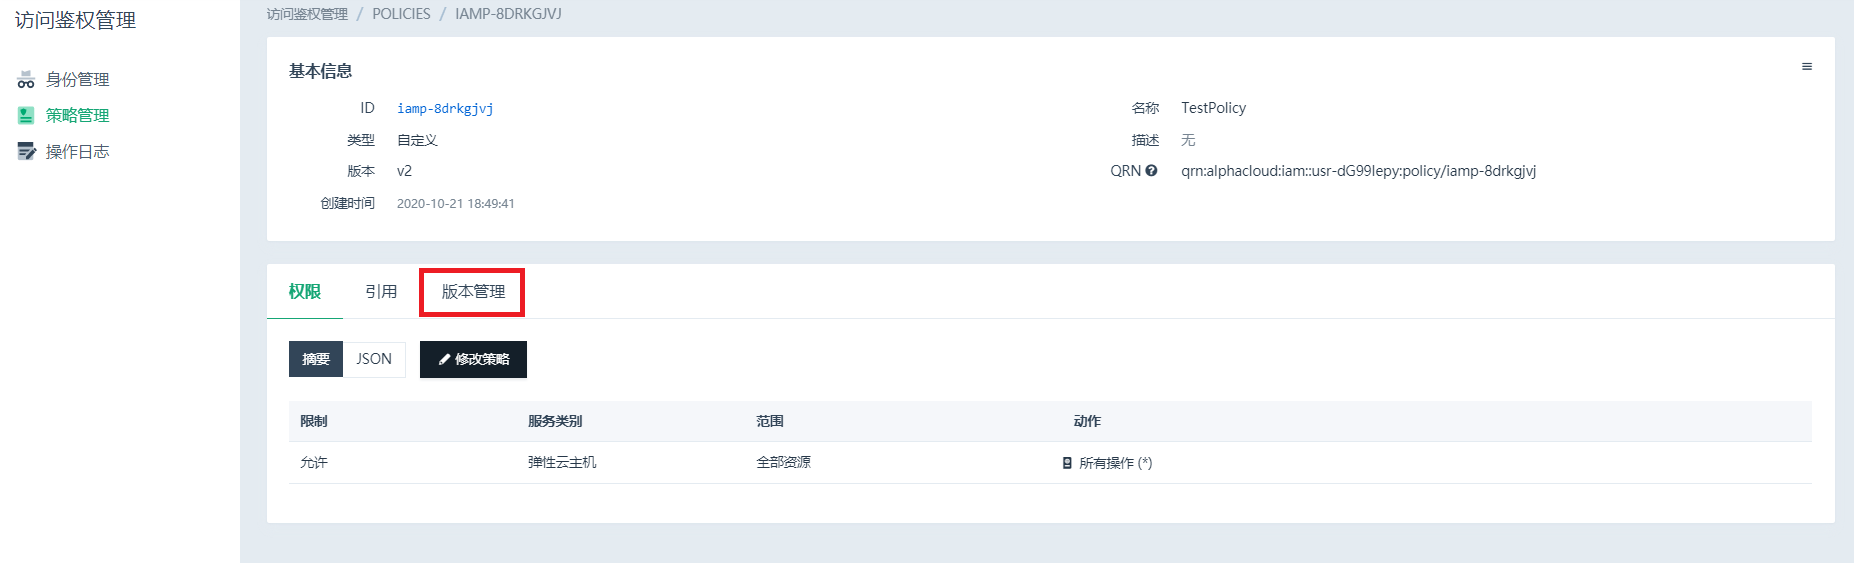 访问鉴权管理
身份管理
策略管理
操作日志
访问鉴权管理 / POLICIES / IAMP-8DRKGJVJ
基本信息
ID iamp-8drkgjvj
名称 TestPolicy
类型 自定义
描述 无
版本 v2
QRN qrn:alphacloud:iam::usr-dG99lepy:policy/iamp-8drkgjvj
创建时间 2020-10-21 18:49:41
权限 引用 版本管理
摘要 JSON 修改策略
限制 服务类别 范围 动作
允许 弹性云主机 全部资源 所有操作 (*)